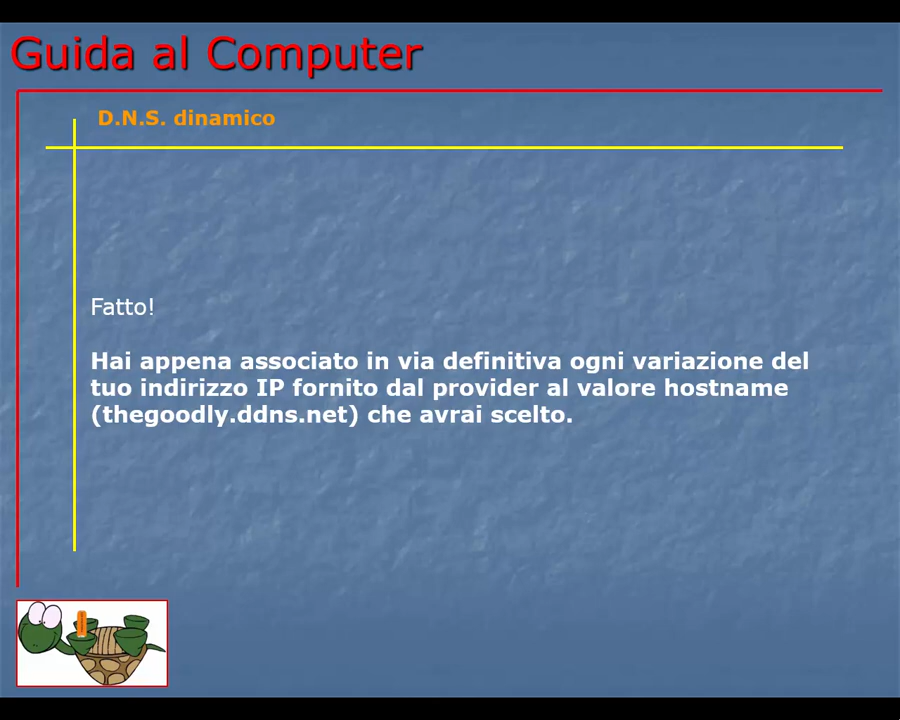 Guida al Computer
D.N.S. dinamico
Fatto!
Hai appena associato in via definitiva ogni variazione del
tuo indirizzo IP fornito dal provider al valore hostname
(thegoodly.ddns.net) che avrai scelto.